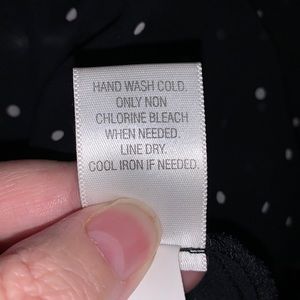 HAND WASH COLD.
ONLY NON
CHLORINE BLEACH
WHEN NEEDED.
LINE DRY.
COOL IRON IF NEEDED.